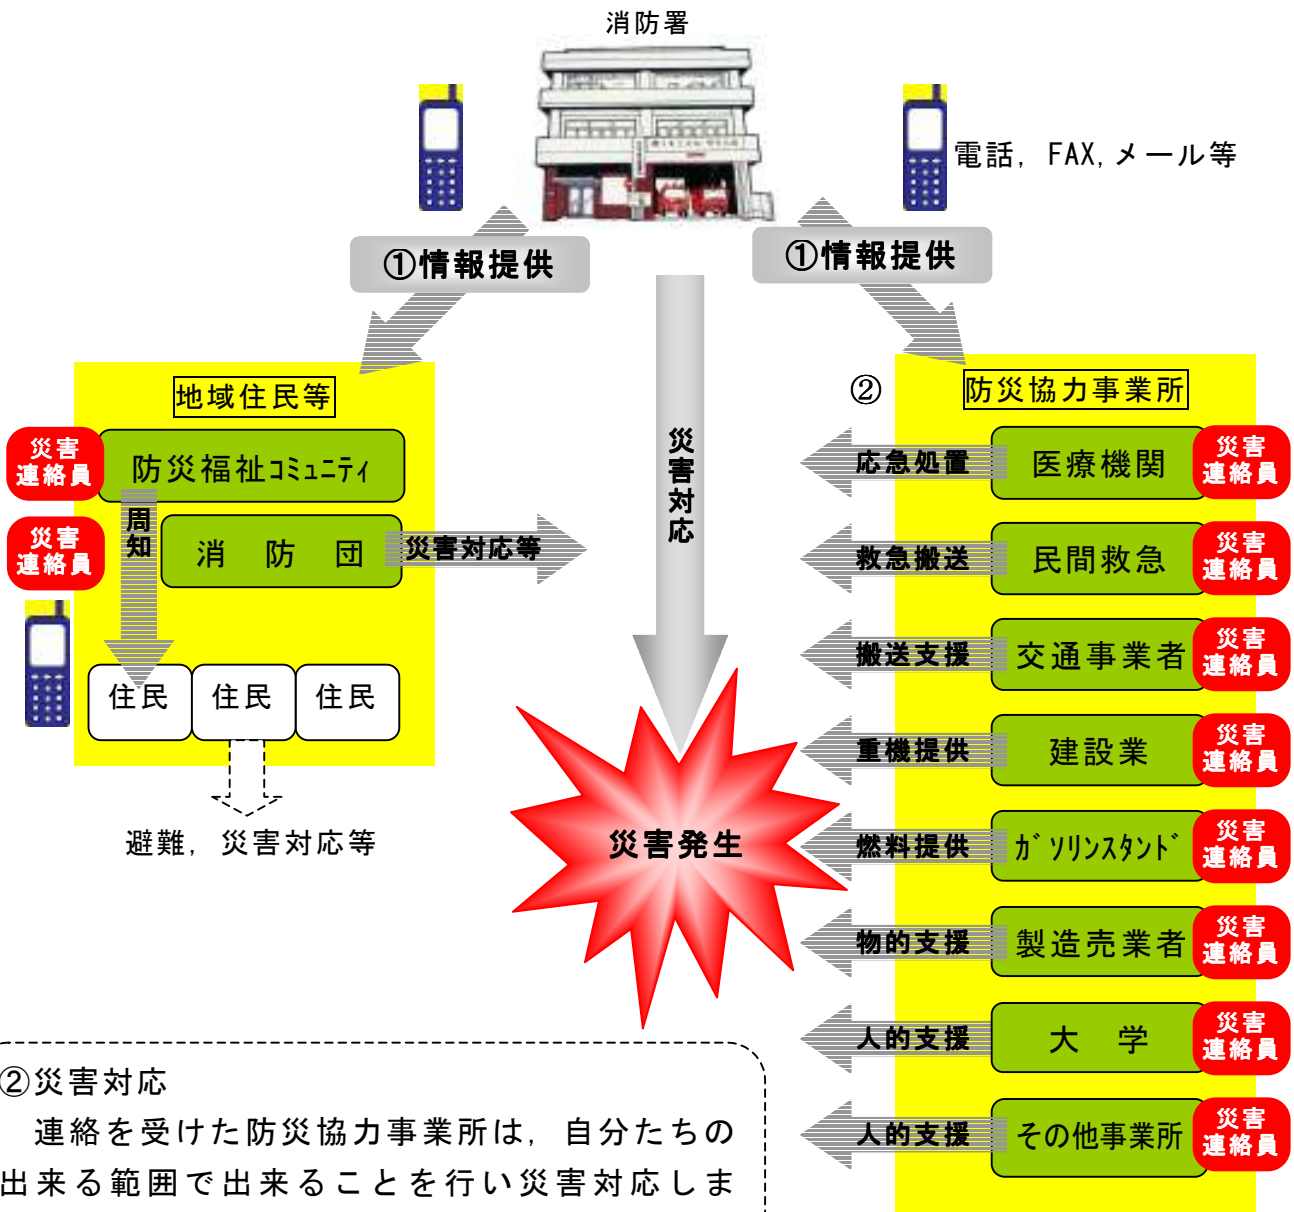 消防署
電話, FAX,メール等
①情報提供
①情報提供
災害対応
地域住民等
災害
連絡員
防災福祉ｺﾐｭﾆﾃｨ
周知
災害
連絡員
消　防　団
災害対応等
住民
住民
住民
避難, 災害対応等
災害発生
②
防災協力事業所
応急処置
医療機関
災害
連絡員
救急搬送
民間救急
災害
連絡員
搬送支援
交通事業者
災害
連絡員
重機提供
建設業
災害
連絡員
燃料提供
ｶﾞｿﾘﾝｽﾀﾝﾄﾞ
災害
連絡員
物的支援
製造売業者
災害
連絡員
人的支援
大　学
災害
連絡員
人的支援
その他事業所
災害
連絡員
②災害対応
連絡を受けた防災協力事業所は, 自分たちの
出来る範囲で出来ることを行い災害対応しま